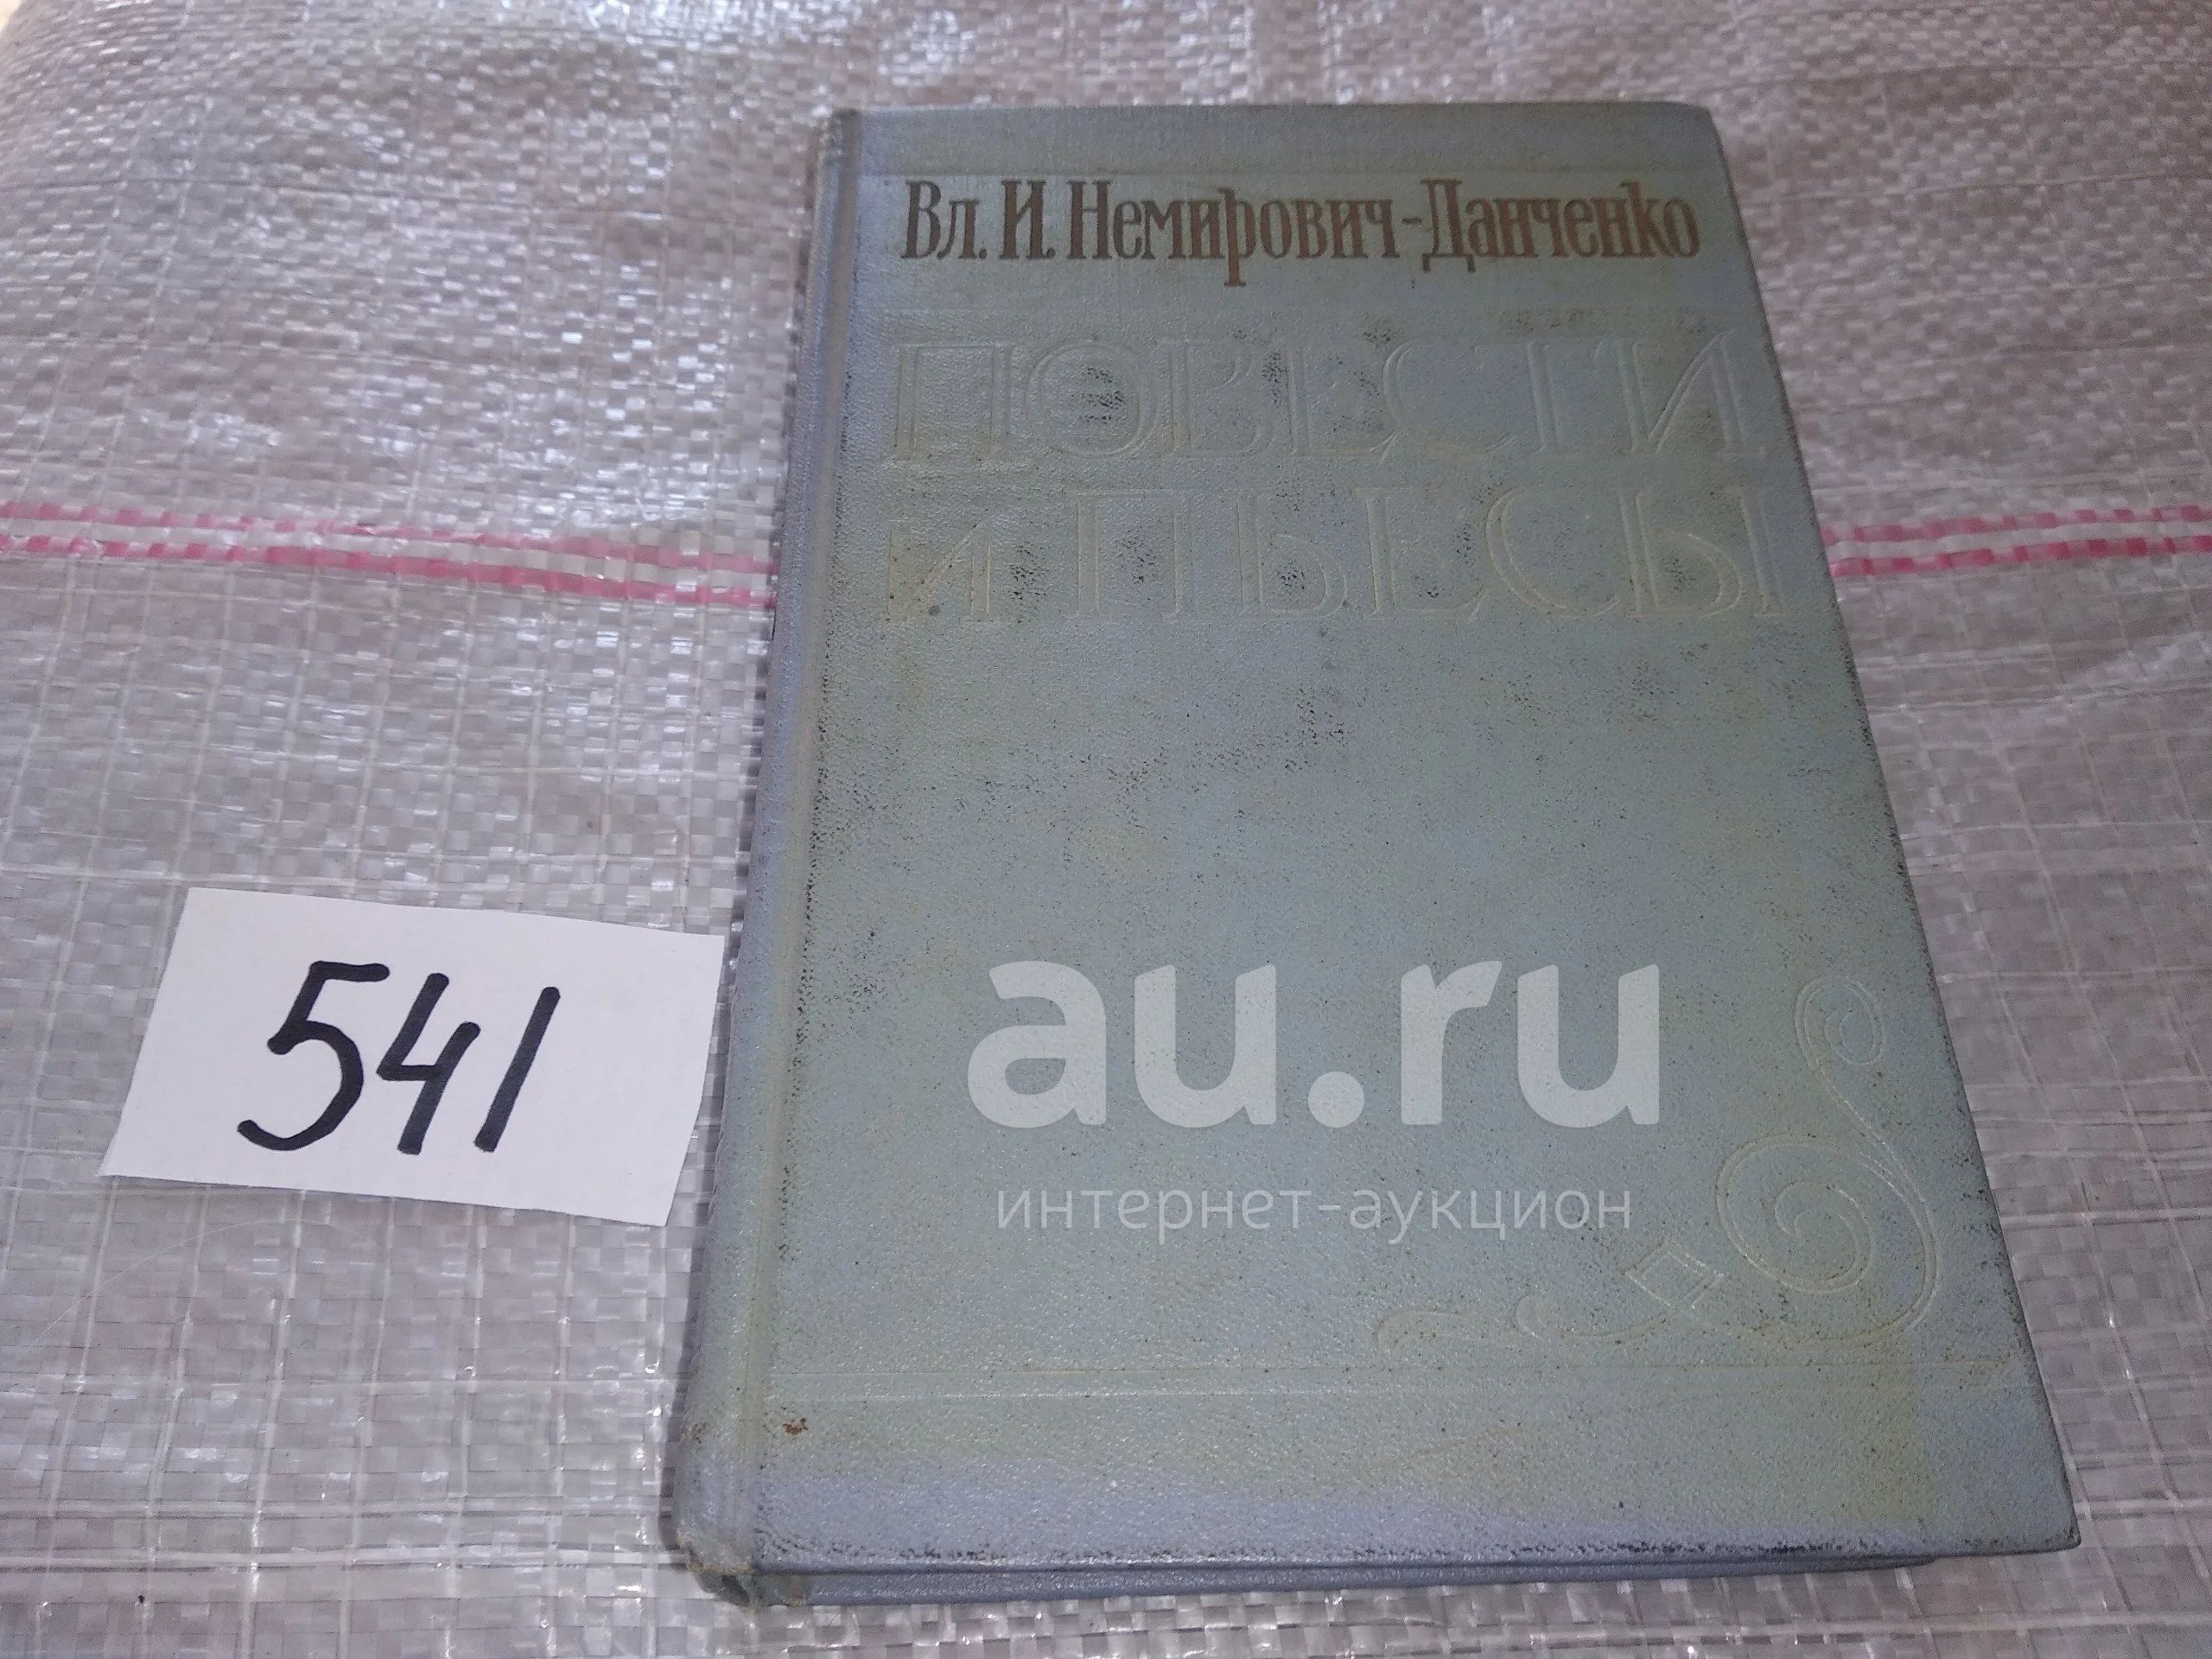 Вл. И. Немирович-Данченко
ПОВЕСТИ
И ПЬЕСЫ
541
au.ru
интернет-аукцион